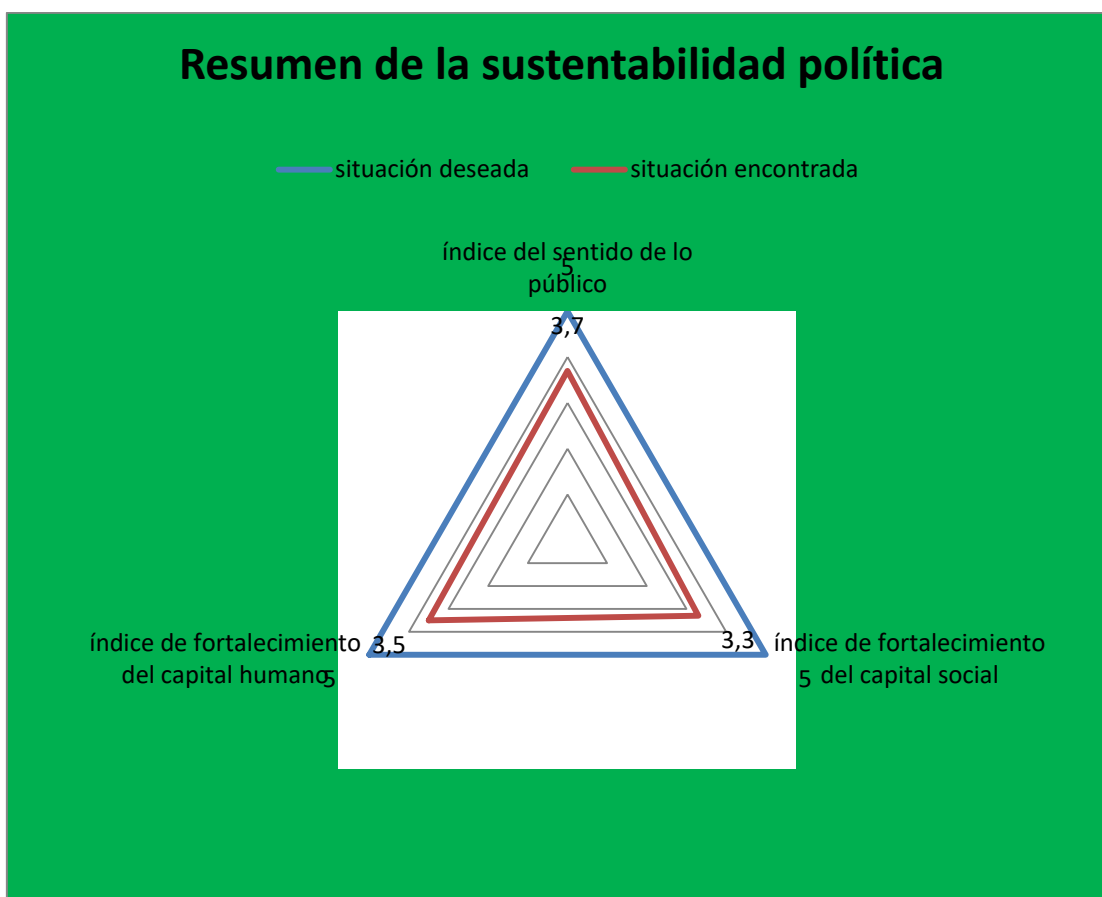 Resumen de la sustentabilidad política
situación deseada situación encontrada
índice del sentido de lo
5
público
3,7
índice de fortalecimiento
del capital humano
3,5
5
3,3
5
índice de fortalecimiento
del capital social